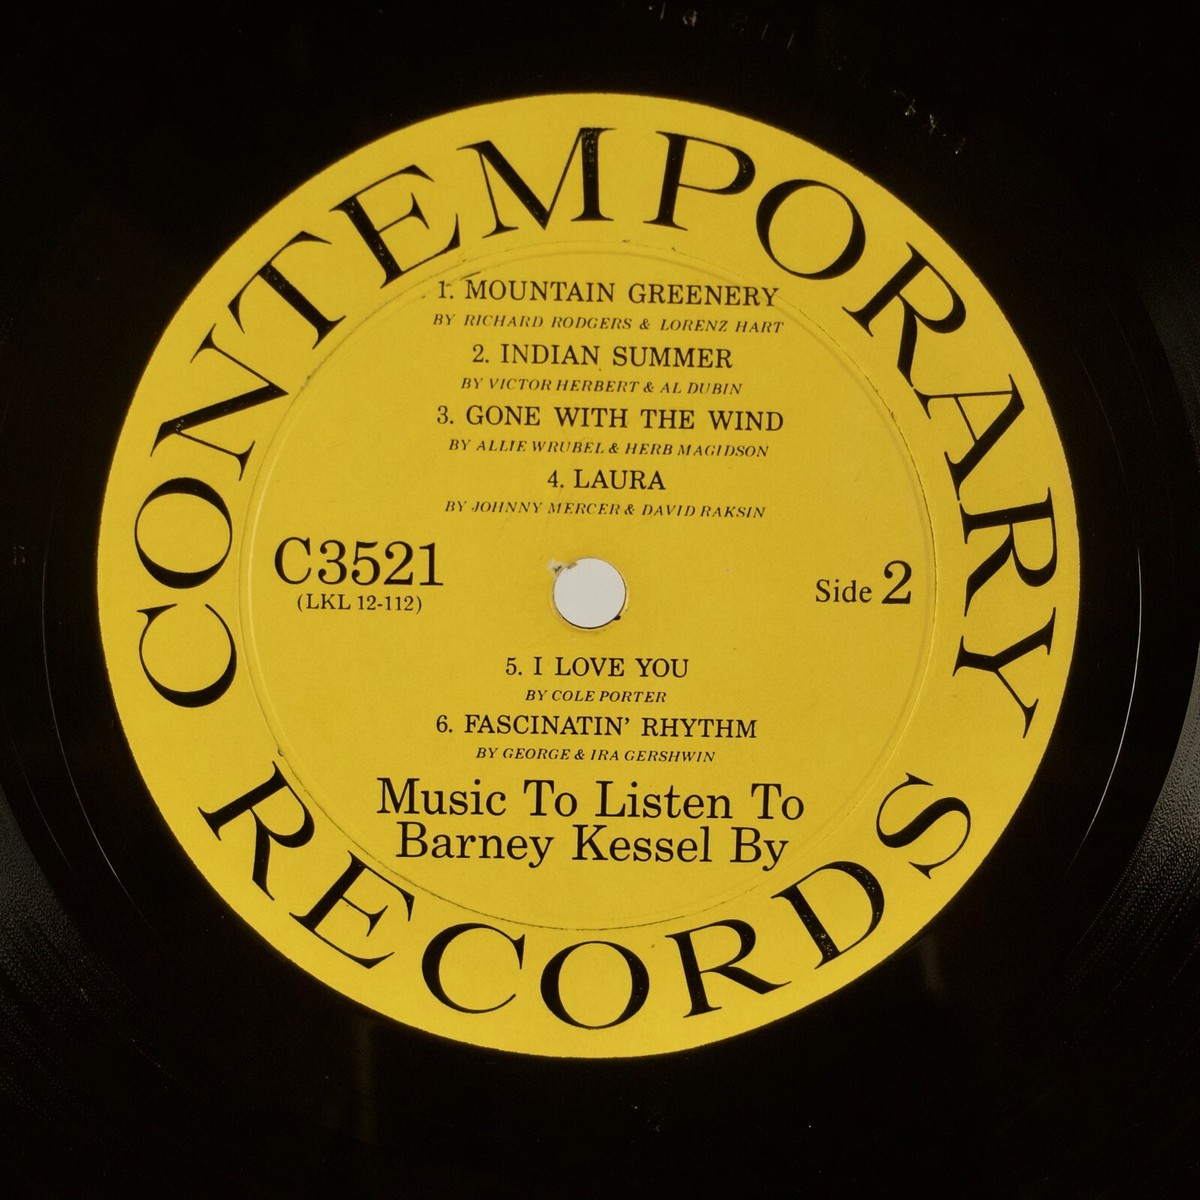 CONTEMPORARY
1. MOUNTAIN GREENERY
BY RICHARD RODGERS & LORENZ HART
2. INDIAN SUMMER
BY VICTOR HERBERT & AL DUBIN
3. GONE WITH THE WIND
BY ALLIE WRUBEL & HERB MAGIDSON
4. LAURA
BY JOHNNY MERCER & DAVID RAKSIN
C3521
(LKL 12-112)
Side 2
5. I LOVE YOU
BY COLE PORTER
6. FASCINATIN’ RHYTHM
BY GEORGE & IRA GERSHWIN
Music To Listen To
Barney Kessel By
RECORDS